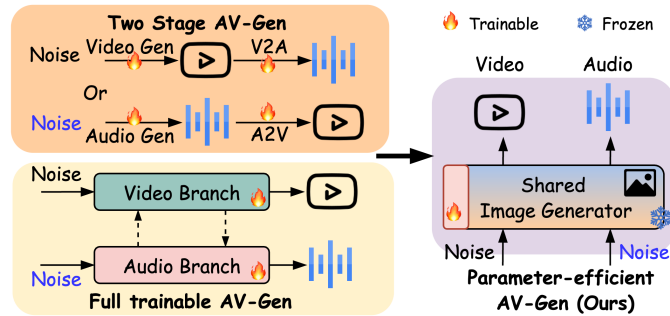 Two Stage AV-Gen
Noise
Video Gen
V2A
Or
Noise
Audio Gen
A2V
Noise
Video Branch
Noise
Audio Branch
Full trainable AV-Gen
Trainable
Frozen
Video
Audio
Shared
Image Generator
Noise
Noise
Parameter-efficient
AV-Gen (Ours)